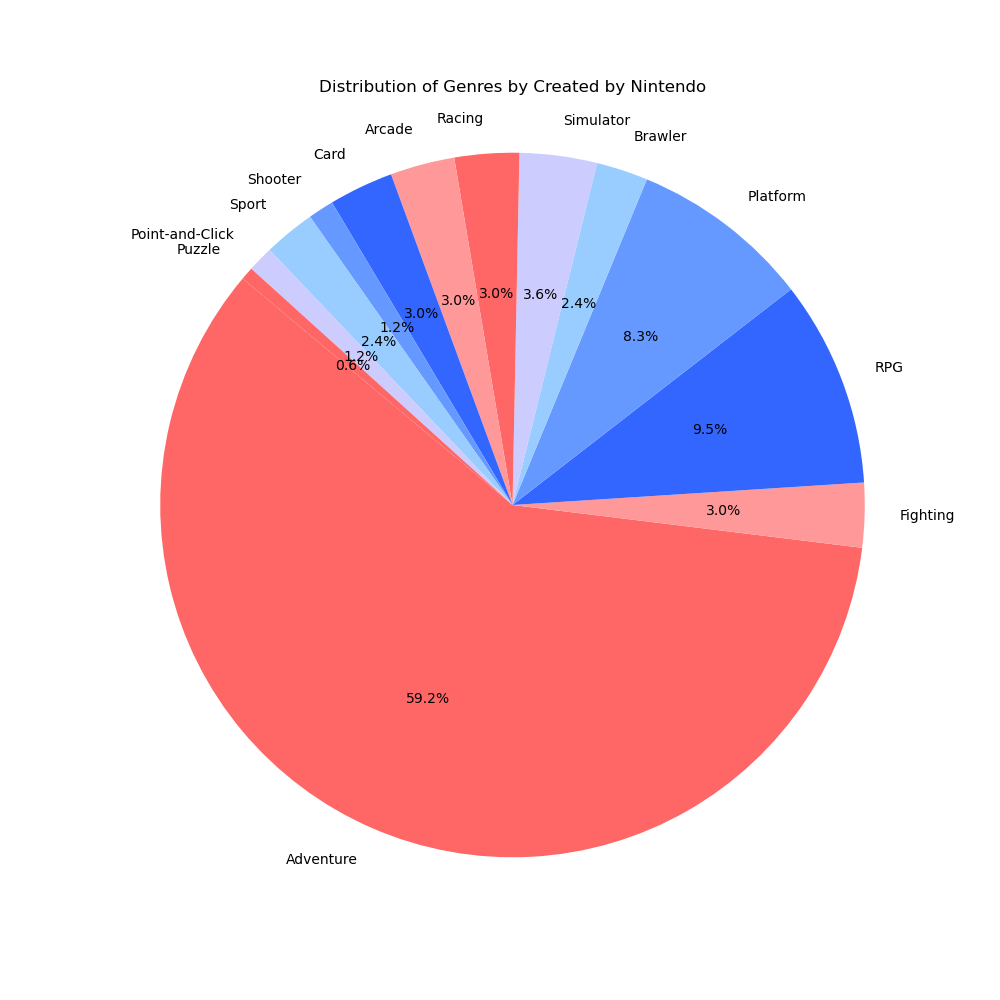 Distribution of Genres by Created by Nintendo
Racing
Simulator
Arcade
Brawler
Card
Shooter
Platform
Sport
Point-and-Click
Puzzle
RPG
Fighting
Adventure
3.0%
3.6%
3.0%
2.4%
3.0%
1.2%
8.3%
2.4%
1.2%
0.6%
9.5%
3.0%
59.2%